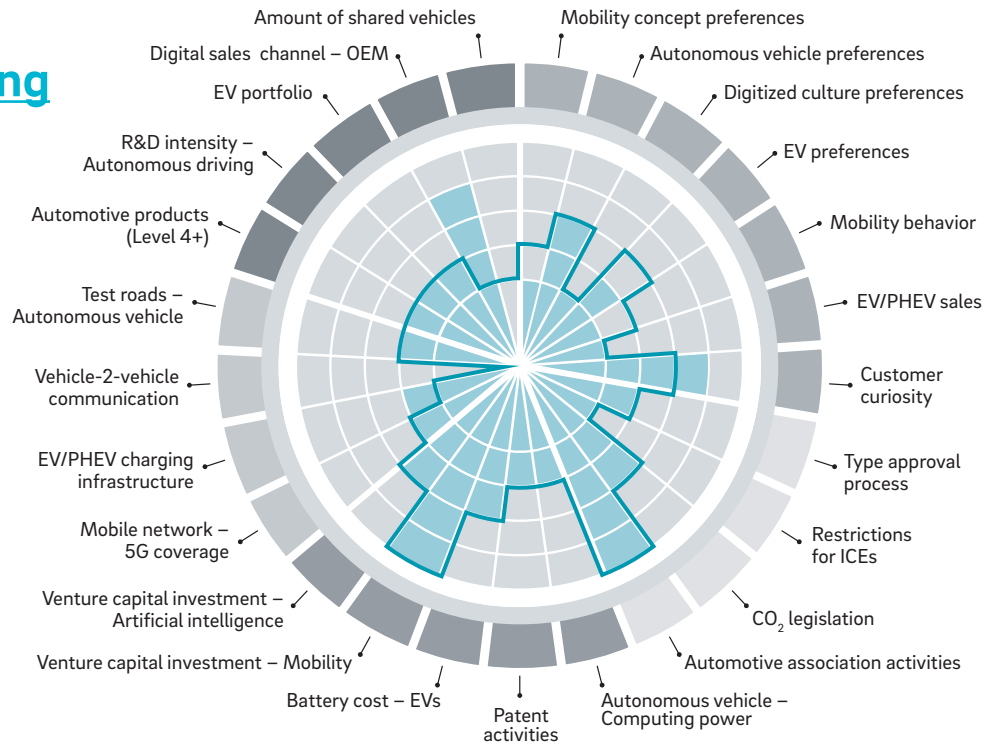 ng
Amount of shared vehicles
Digital sales channel – OEM
EV portfolio
R&D intensity –
Autonomous driving
Automotive products
(Level 4+)
Test roads –
Autonomous vehicle
Vehicle-2-vehicle
communication
EV/PHEV charging
infrastructure
Mobile network –
5G coverage
Venture capital investment –
Artificial intelligence
Venture capital investment – Mobility
Battery cost – EVs
Patent
activities
Mobility concept preferences
Autonomous vehicle preferences
Digitized culture preferences
EV preferences
Mobility behavior
EV/PHEV sales
Customer
curiosity
Type approval
process
Restrictions
for ICEs
CO₂ legislation
Automotive association activities
Autonomous vehicle –
Computing power